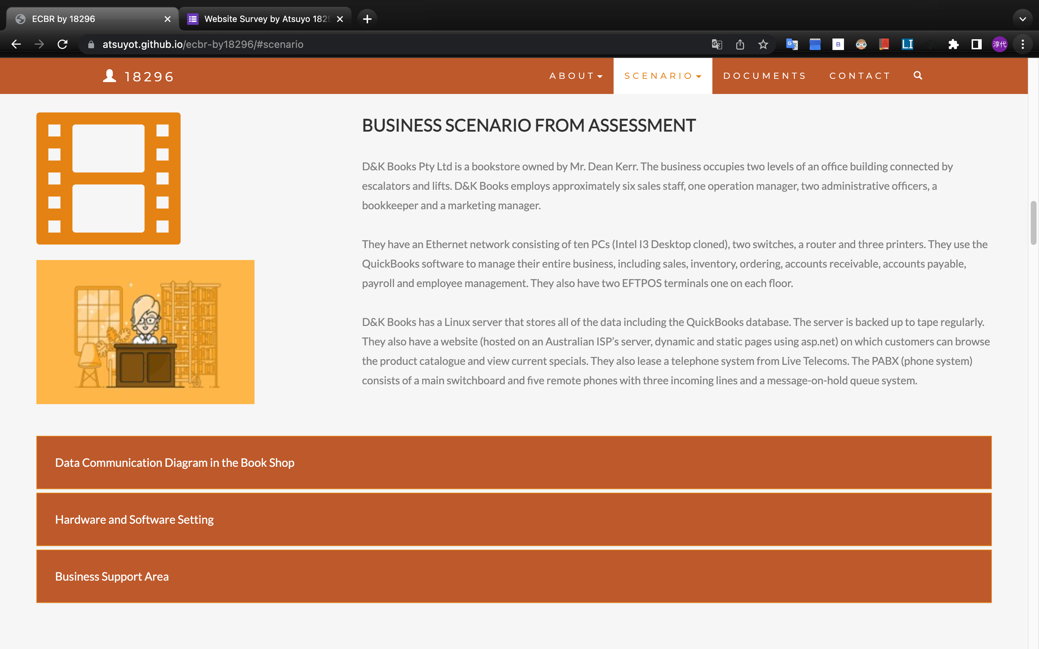 ECBR by 18296
Website Survey by Atsuyo 1829
atsuyot.github.io/ecbr-by18296/#scenario
B
LI
淳代
18296
ABOUT
SCENARIO
DOCUMENTS
CONTACT
BUSINESS SCENARIO FROM ASSESSMENT
D&K Books Pty Ltd is a bookstore owned by Mr. Dean Kerr. The business occupies two levels of an office building connected by
escalators and lifts. D&K Books employs approximately six sales staff, one operation manager, two administrative officers, a
bookkeeper and a marketing manager.
They have an Ethernet network consisting of ten PCs (Intel I3 Desktop cloned), two switches, a router and three printers. They use the
QuickBooks software to manage their entire business, including sales, inventory, ordering, accounts receivable, accounts payable,
payroll and employee management. They also have two EFTPOS terminals one on each floor.
D&K Books has a Linux server that stores all of the data including the QuickBooks database. The server is backed up to tape regularly.
They also have a website (hosted on an Australian ISP's server, dynamic and static pages using asp.net) on which customers can browse
the product catalogue and view current specials. They also lease a telephone system from Live Telecoms. The PABX (phone system)
consists of a main switchboard and five remote phones with three incoming lines and a message-on-hold queue system.
Data Communication Diagram in the Book Shop
Hardware and Software Setting
Business Support Area